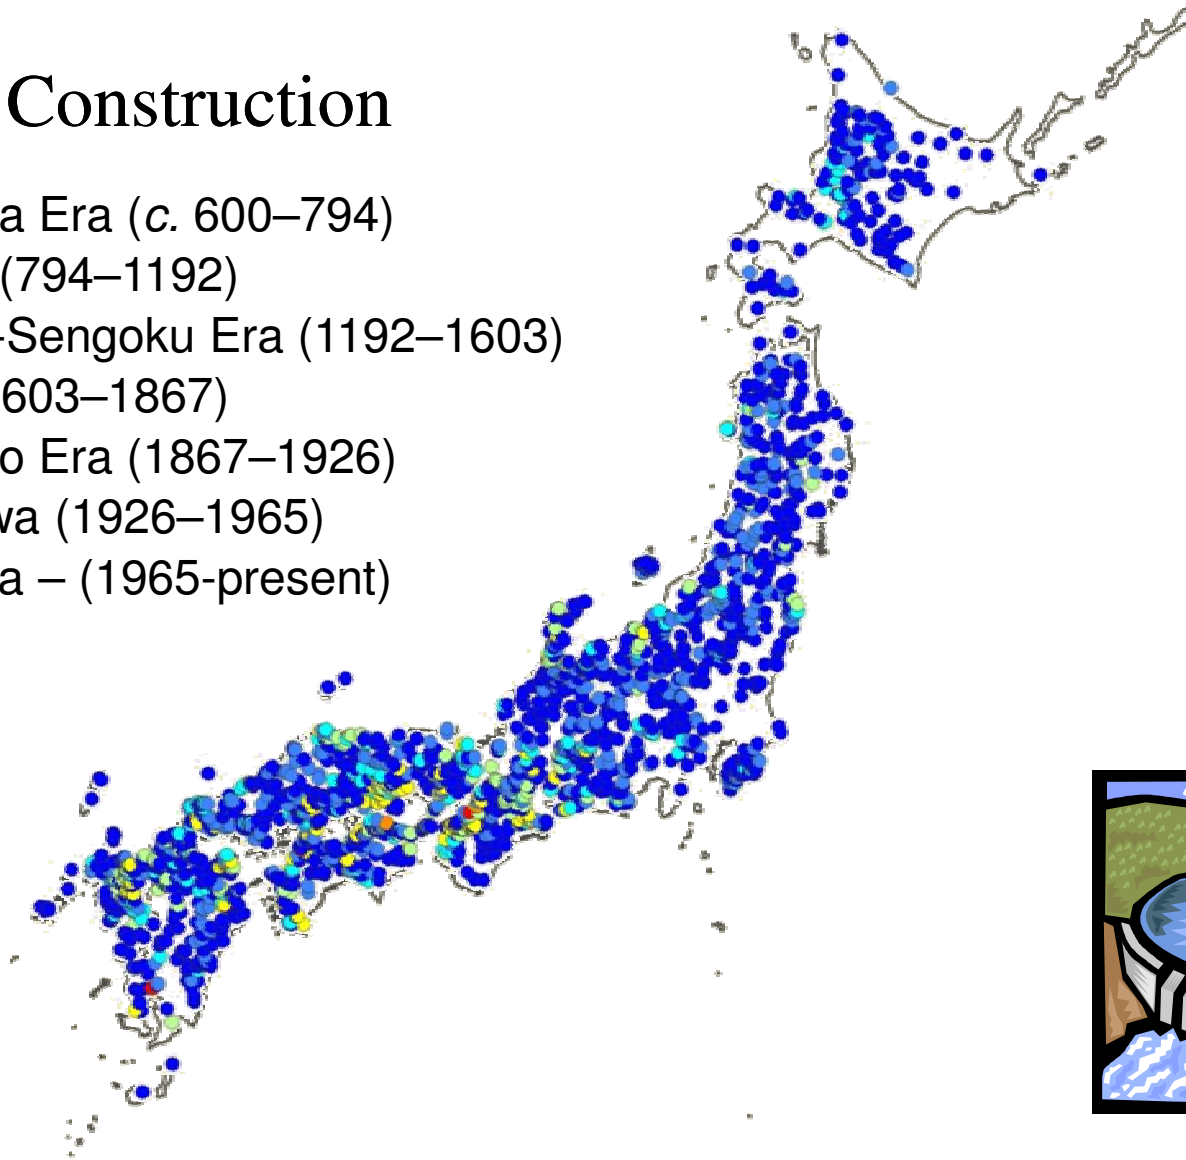 Construction
a Era (c. 600–794)
(794–1192)
-Sengoku Era (1192–1603)
603–1867)
o Era (1867–1926)
wa (1926–1965)
a – (1965-present)